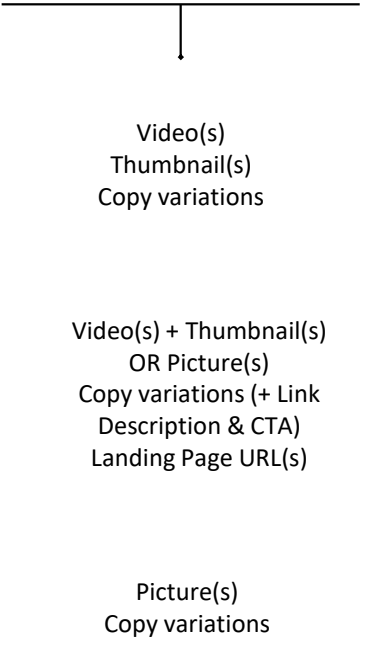 Video(s)
Thumbnail(s)
Copy variations
Video(s) + Thumbnail(s)
OR Picture(s)
Copy variations (+ Link
Description & CTA)
Landing Page URL(s)
Picture(s)
Copy variations